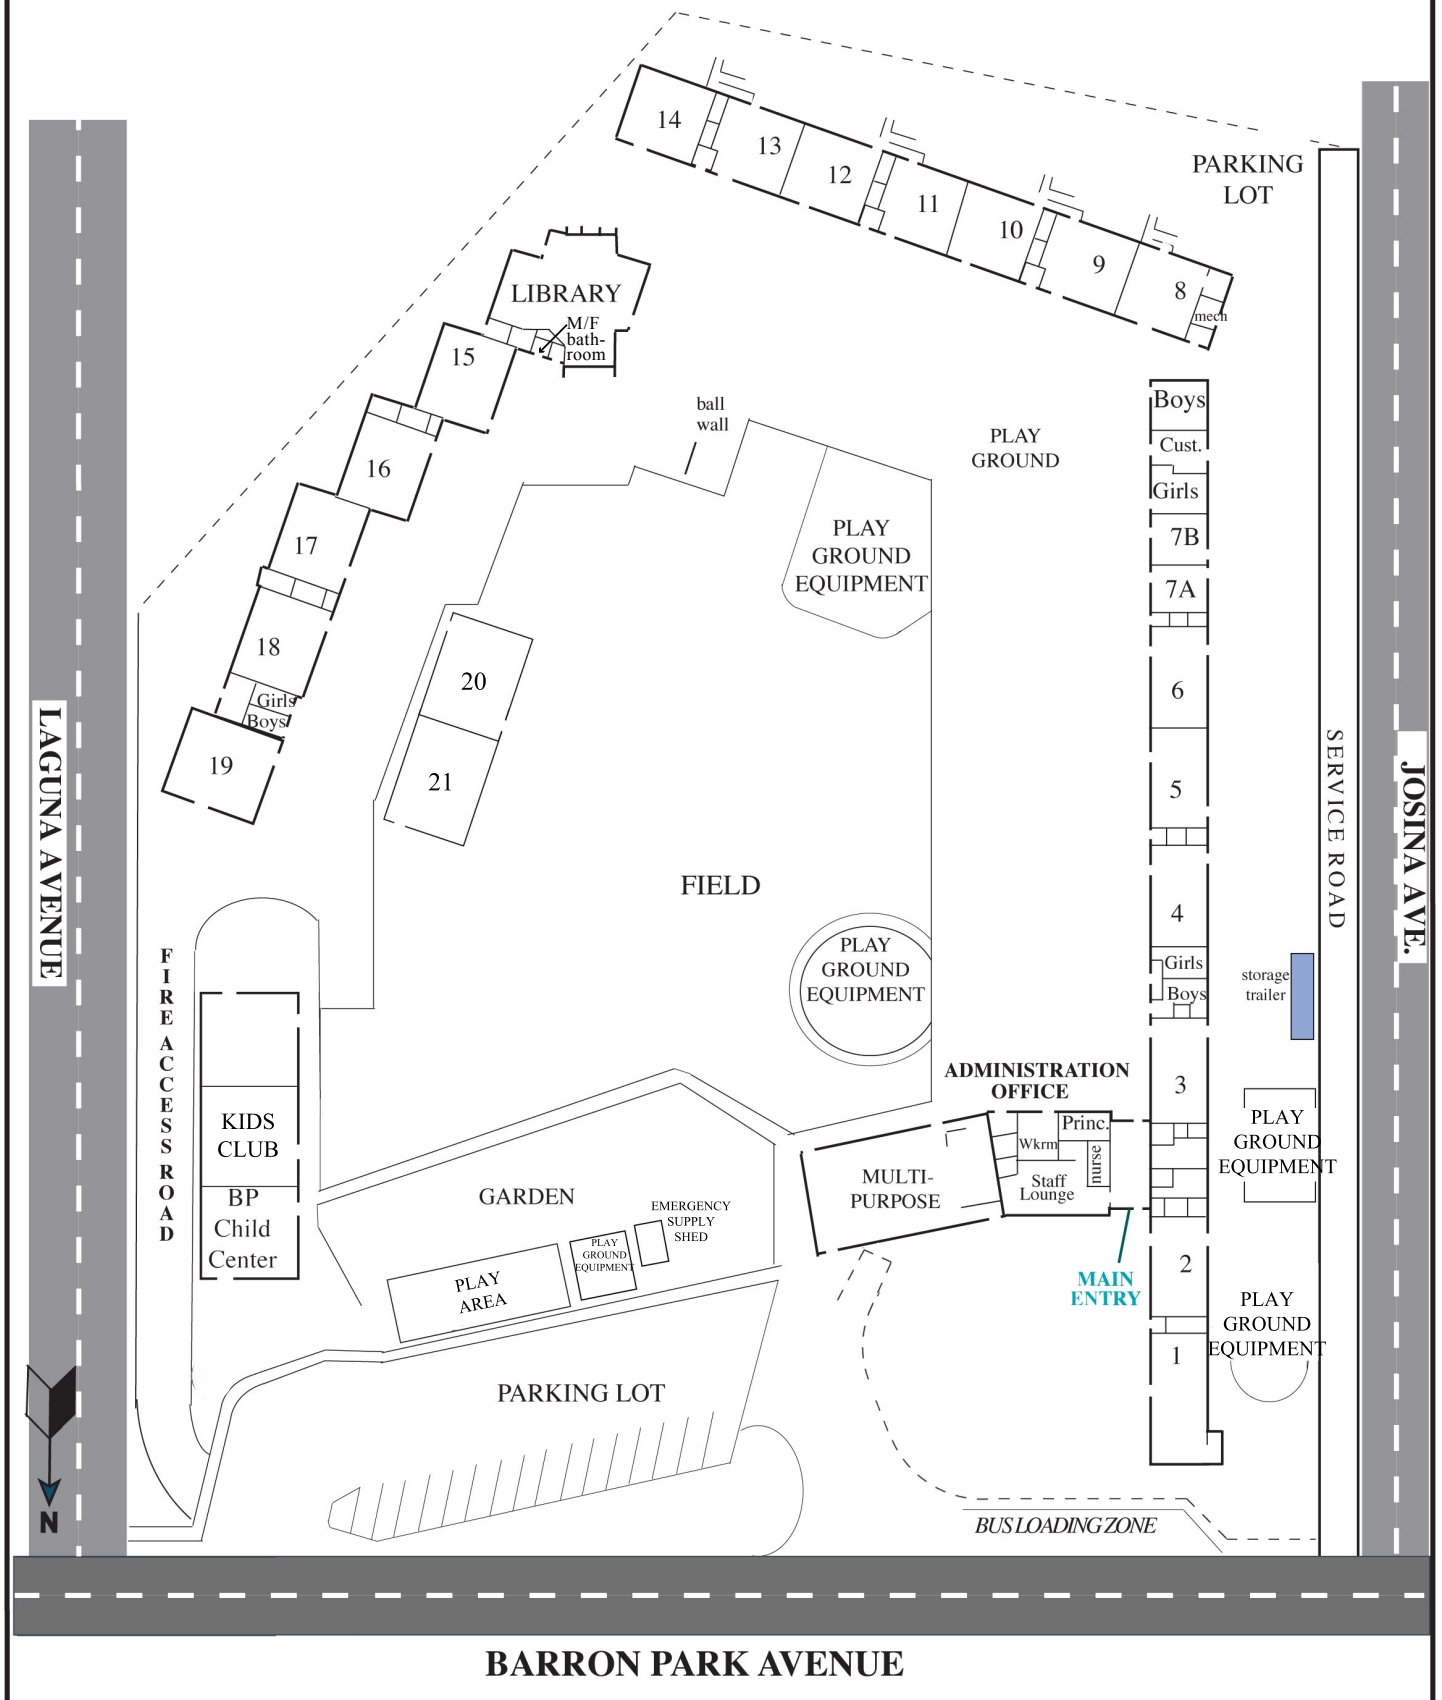 14
13
12
11
10
9
8
mech
PARKING
LOT
LIBRARY
M/F
bath-
room
15
16
17
18
Girls
Boys
19
ball
wall
PLAY
GROUND
PLAY
GROUND
EQUIPMENT
Boys
Cust.
Girls
7B
7A
6
5
4
Girls
Boys
3
2
1
20
21
FIELD
PLAY
GROUND
EQUIPMENT
LAGUNA AVENUE
FIRE ACCESS ROAD
SERVICE ROAD
JOSINA AVE.
storage
trailer
PLAY
GROUND
EQUIPMENT
PLAY
GROUND
EQUIPMENT
ADMINISTRATION
OFFICE
Princ.
Wkrm
nurse
Staff
Lounge
MULTI-
PURPOSE
MAIN
ENTRY
KIDS
CLUB
BP
Child
Center
GARDEN
EMERGENCY
SUPPLY
SHED
PLAY
GROUND
EQUIPMENT
PLAY
AREA
PARKING LOT
BUS LOADING ZONE
N
BARRON PARK AVENUE